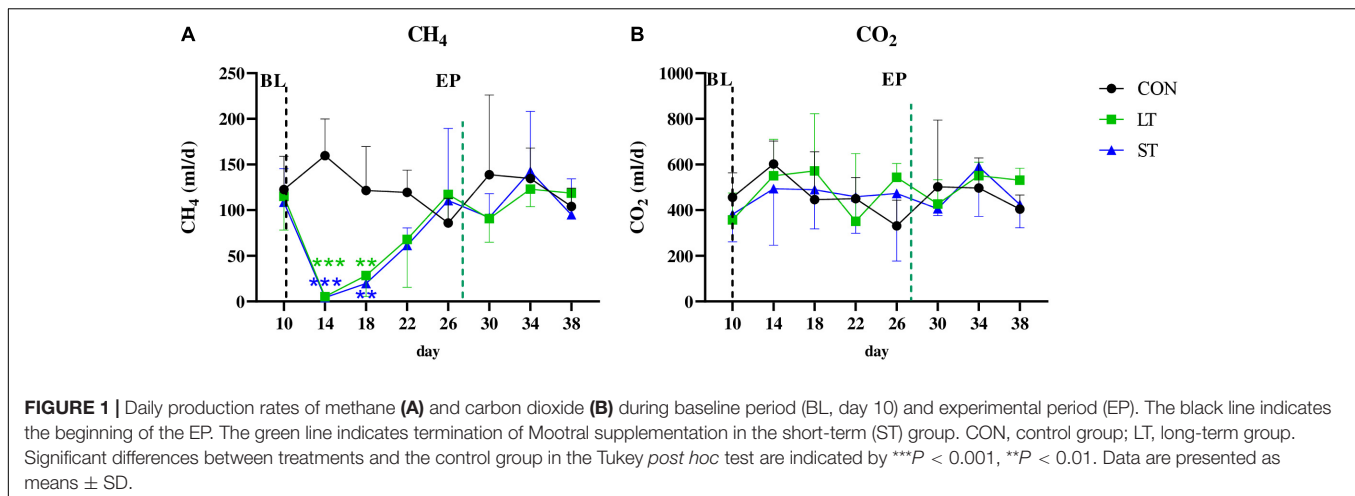 A
CH₄
B
CO₂
BL
EP
BL
EP
CH₄ (ml/d)
250
200
150
100
50
0
*** **
*** **
10 14 18 22 26 30 34 38
day
CO₂ (ml/d)
1000
800
600
400
200
0
10 14 18 22 26 30 34 38
day
CON
LT
ST
FIGURE 1 | Daily production rates of methane (A) and carbon dioxide (B) during baseline period (BL, day 10) and experimental period (EP). The black line indicates
the beginning of the EP. The green line indicates termination of Mootral supplementation in the short-term (ST) group. CON, control group; LT, long-term group.
Significant differences between treatments and the control group in the Tukey post hoc test are indicated by ***P < 0.001, **P < 0.01. Data are presented as
means ± SD.